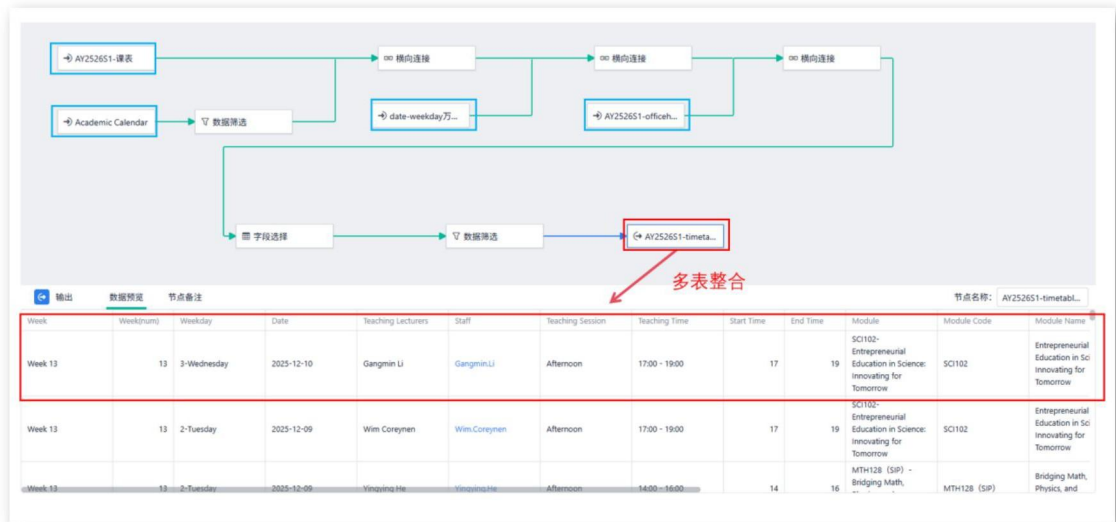 AY2526S1-课表
横向连接
横向连接
横向连接
Academic Calendar
数据筛选
date-weekday万...
AY2526S1-officeh...
字段选择
数据筛选
AY2526S1-timeta...
多表整合
输出 数据预览 节点备注 节点名称： AY2526S1-timetabl...
Week Week(num) Weekday Date Teaching Lecturers Staff Teaching Session Teaching Time Start Time End Time Module Module Code Module Name
Week 13 13 3-Wednesday 2025-12-10 Gangmin Li Gangmin.Li Afternoon 17:00 - 19:00 17 19 SCI102- Entrepreneurial Education in Science: Innovating for Tomorrow SCI102 Entrepreneurial Education in Sci Innovating for Tomorrow
Week 13 13 2-Tuesday 2025-12-09 Wim Coreynen Wim.Coreynen Afternoon 17:00 - 19:00 17 19 SCI102- Entrepreneurial Education in Science: Innovating for Tomorrow SCI102 Entrepreneurial Education in Sci Innovating for Tomorrow
Week 13 13 2-Tuesday 2025-12-09 Yingying He Yingying.He Afternoon 14:00 - 16:00 14 16 MTH128（SIP）- Bridging Math, MTH128（SIP） Bridging Math, Physics, and